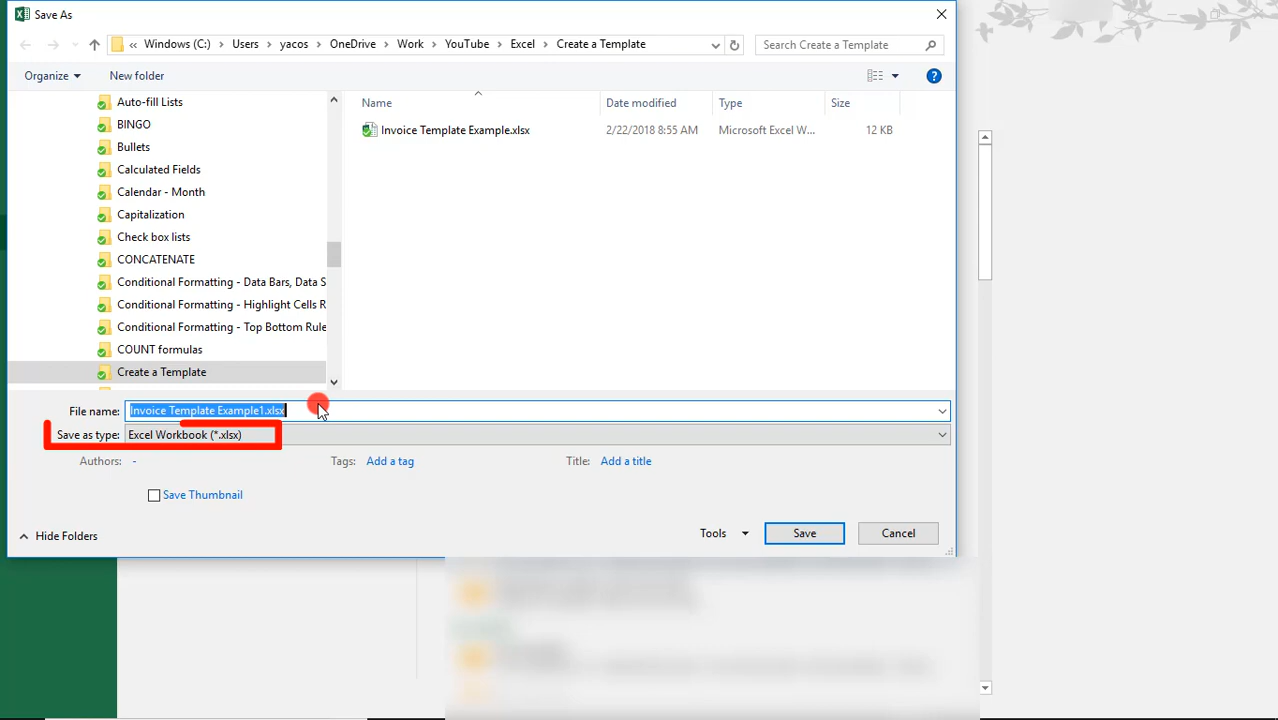 Save As
« Windows (C:) › Users › yacos › OneDrive › Work › YouTube › Excel › Create a Template
Search Create a Template
Organize
New folder
Name
Date modified
Type
Size
Auto-fill Lists
BINGO
Bullets
Calculated Fields
Calendar - Month
Capitalization
Check box lists
CONCATENATE
Conditional Formatting - Data Bars, Data S
Conditional Formatting - Highlight Cells R
Conditional Formatting - Top Bottom Rule
COUNT formulas
Create a Template
Invoice Template Example.xlsx
2/22/2018 8:55 AM
Microsoft Excel W...
12 KB
File name: Invoice Template Example1.xlsx
Save as type: Excel Workbook (*.xlsx)
Authors: -
Tags: Add a tag
Title: Add a title
Save Thumbnail
Hide Folders
Tools
Save
Cancel